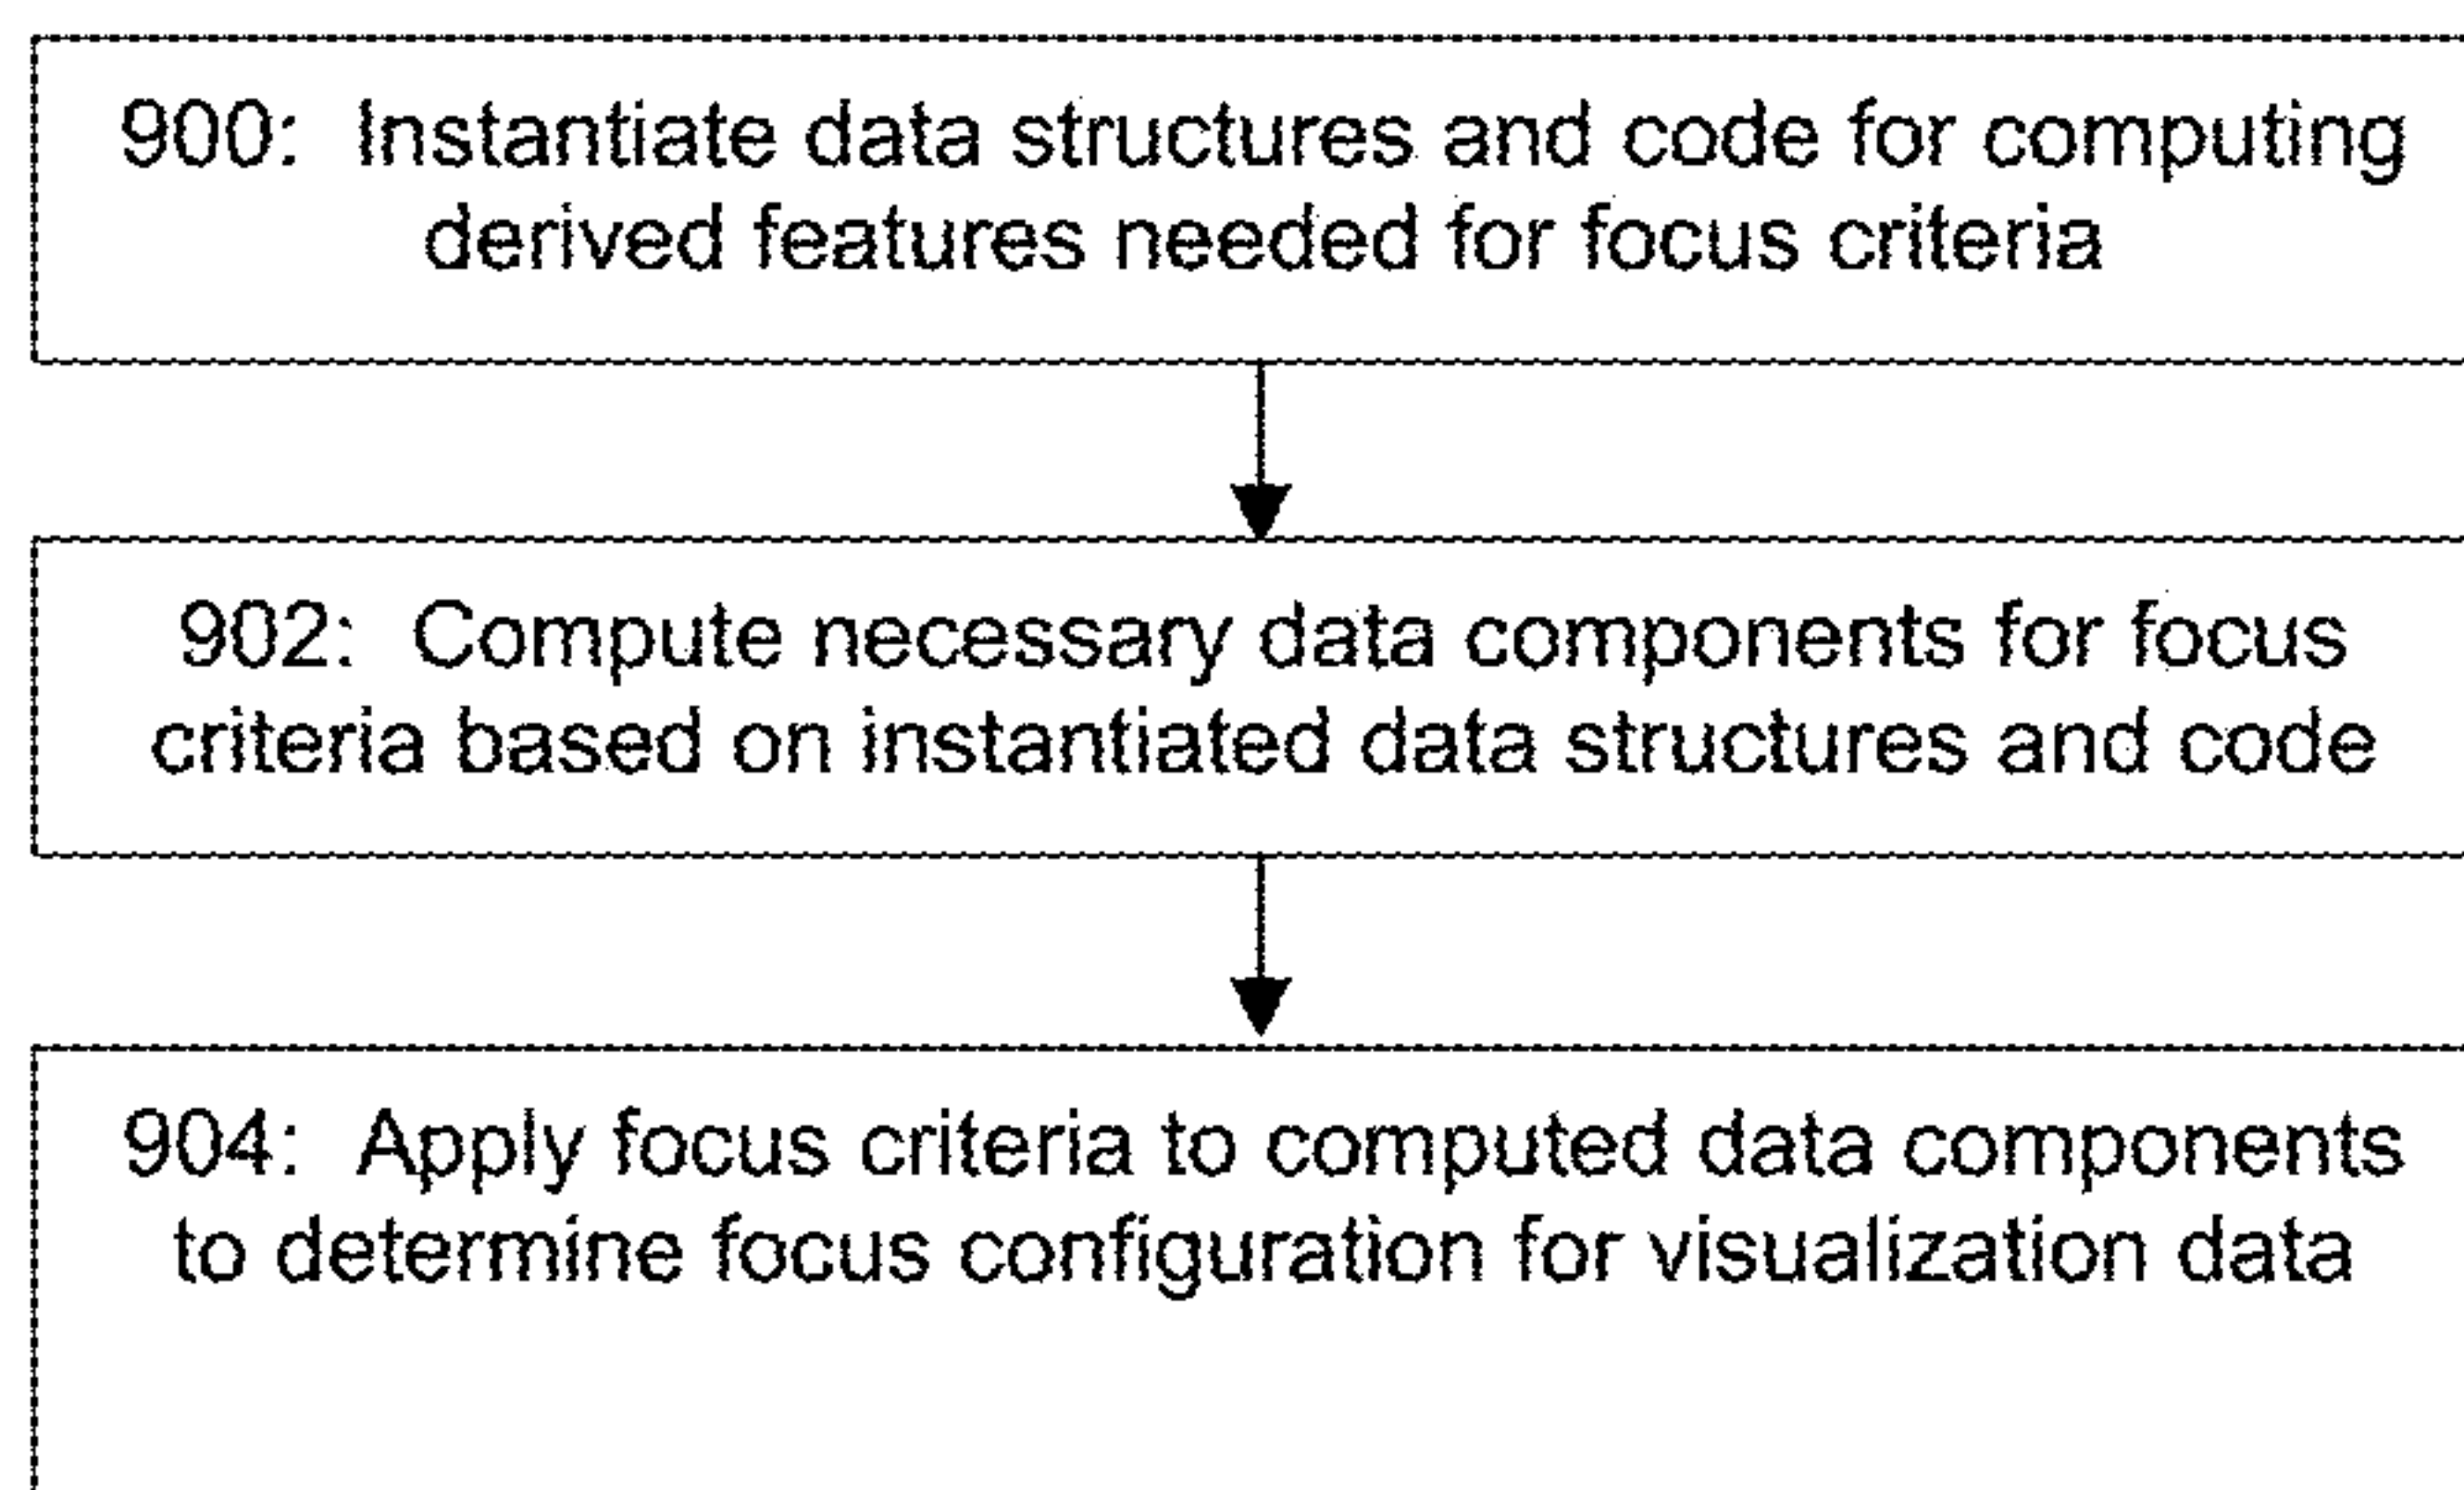 900: Instantiate data structures and code for computing
derived features needed for focus criteria
902: Compute necessary data components for focus
criteria based on instantiated data structures and code
904: Apply focus criteria to computed data components
to determine focus configuration for visualization data